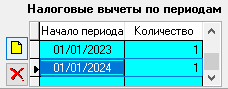 Налоговые вычеты по периодам
Начало периода Количество
01/01/2023 1
01/01/2024 1